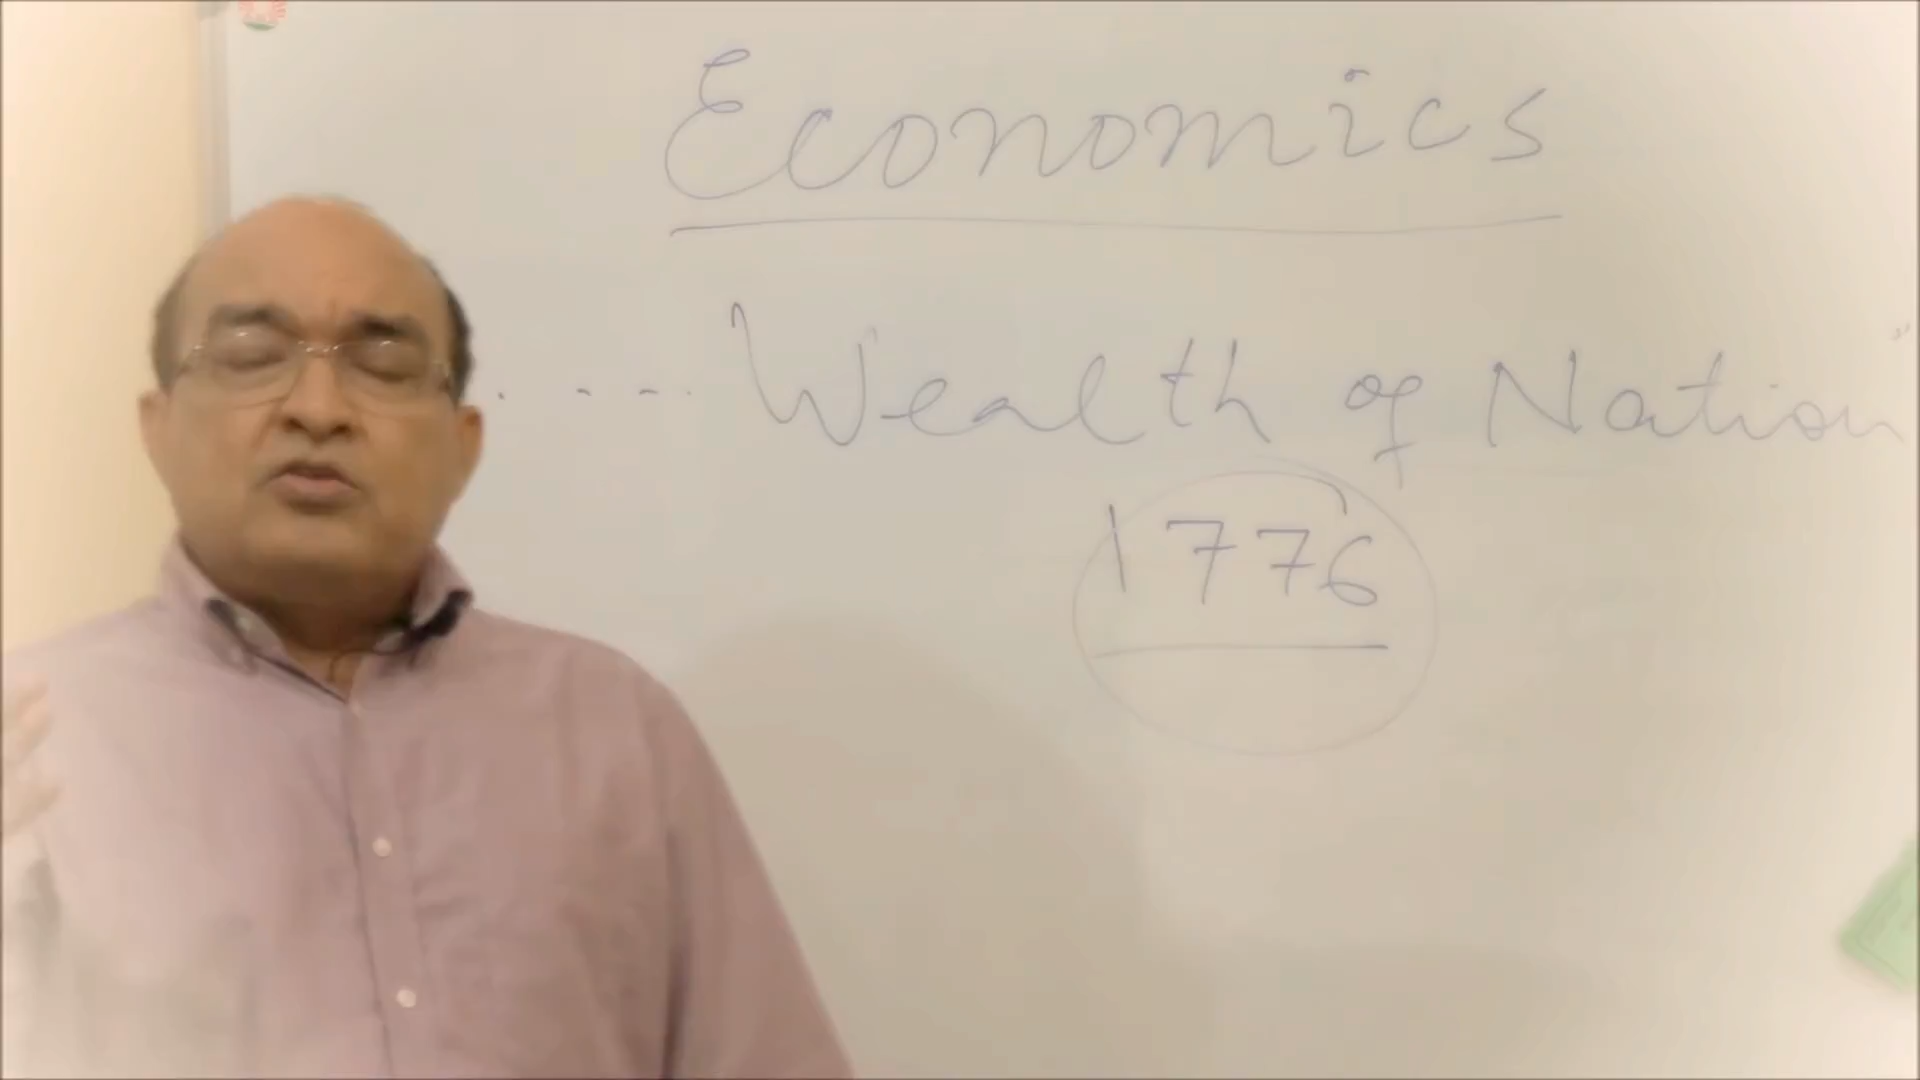 Economics
.---. Wealth of Nation"
1776